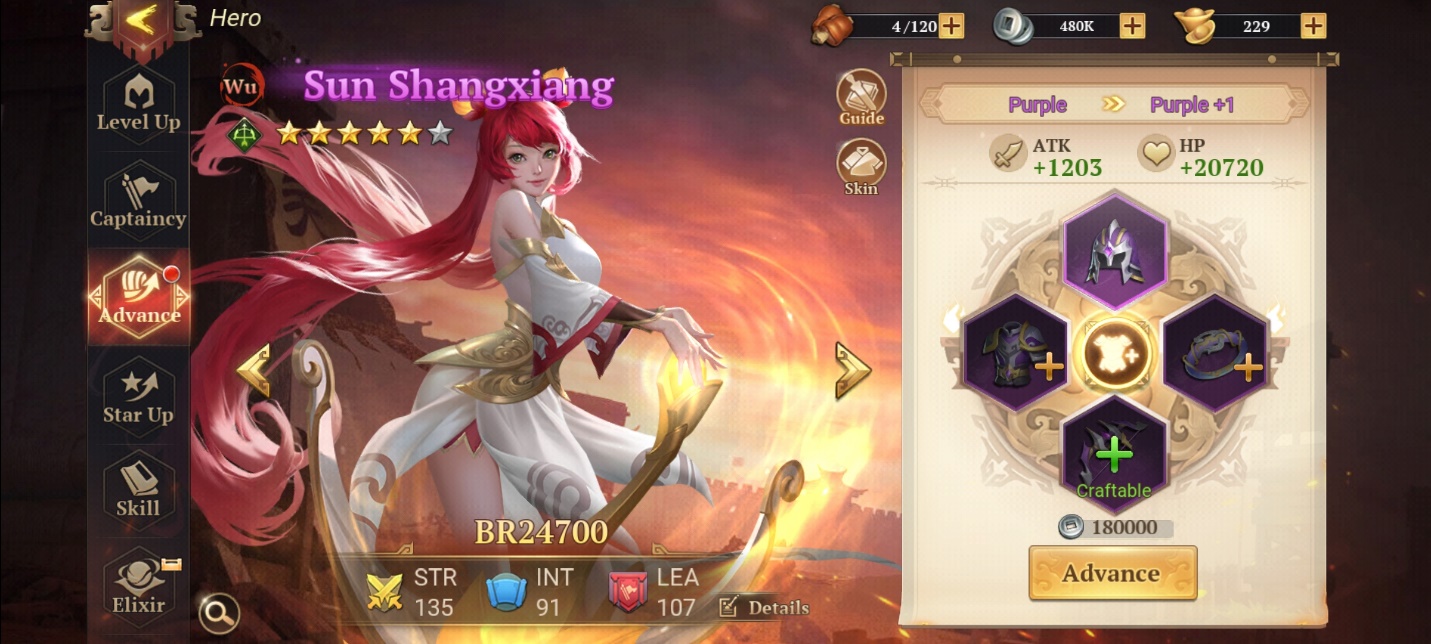 Hero
4/120
480K
229
Level Up
Captaincy
Advance
Star Up
Skill
Elixir
Wu
Sun Shangxiang
Guide
Skin
BR24700
STR
135
INT
91
LEA
107
Details
Purple
Purple +1
ATK
+1203
HP
+20720
Craftable
180000
Advance